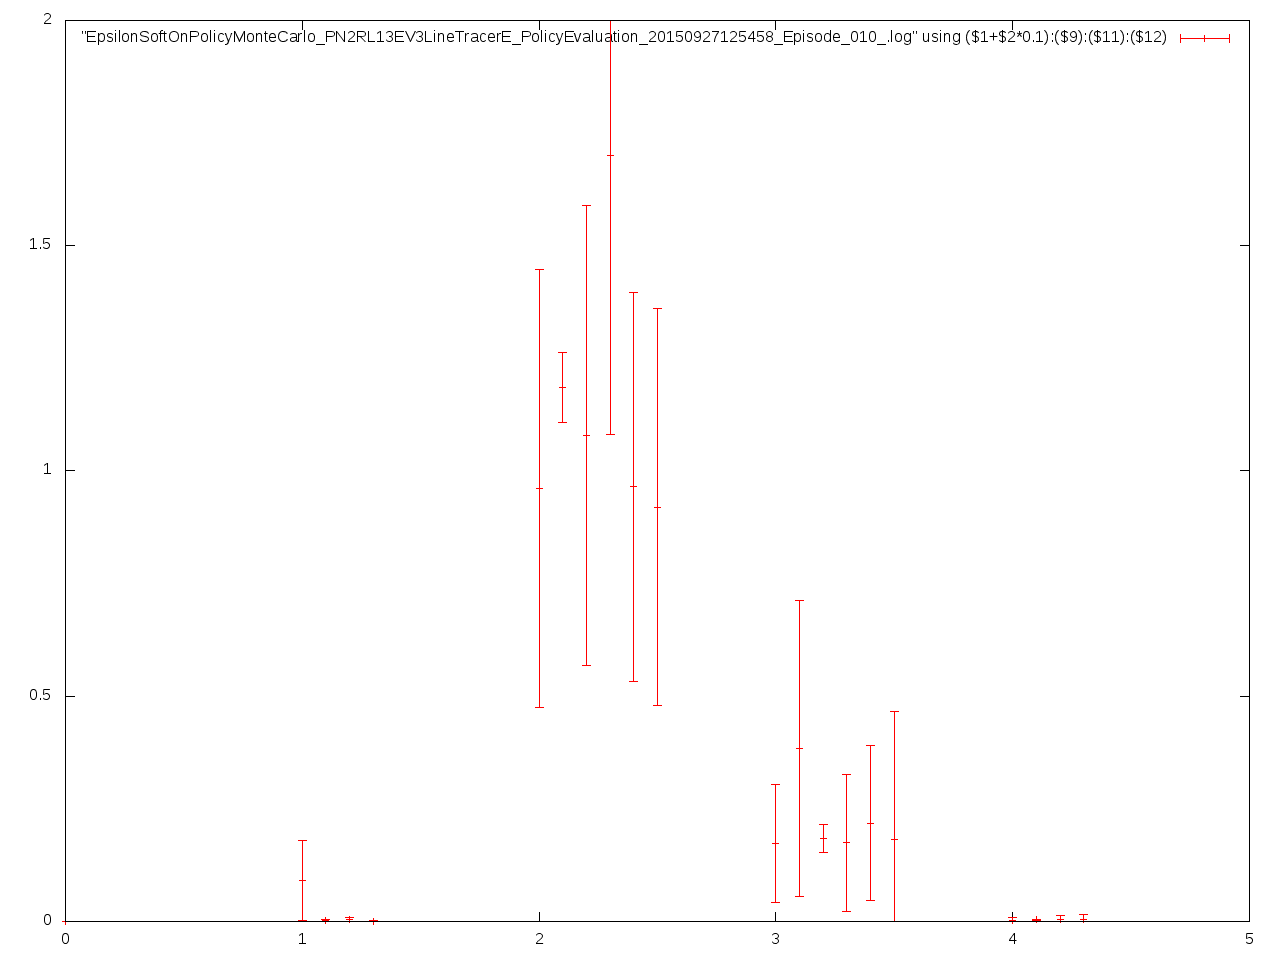 2
"EpsilonSoftOnPolicyMonteCarlo_PN2RL13EV3LineTracerE_PolicyEvaluation_20150927125458_Episode_010_.log" using ($1+$2*0.1):($9):($11):($12)
1.5
1
0.5
0
0 1 2 3 4 5